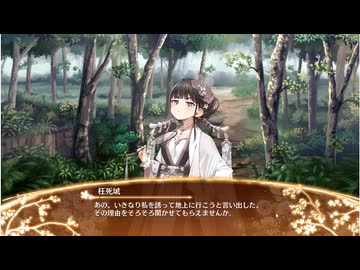 枉死城
あの、いきなり私を誘って地上に行こうと言い出した、
その理由をそろそろ聞かせてもらえませんか。